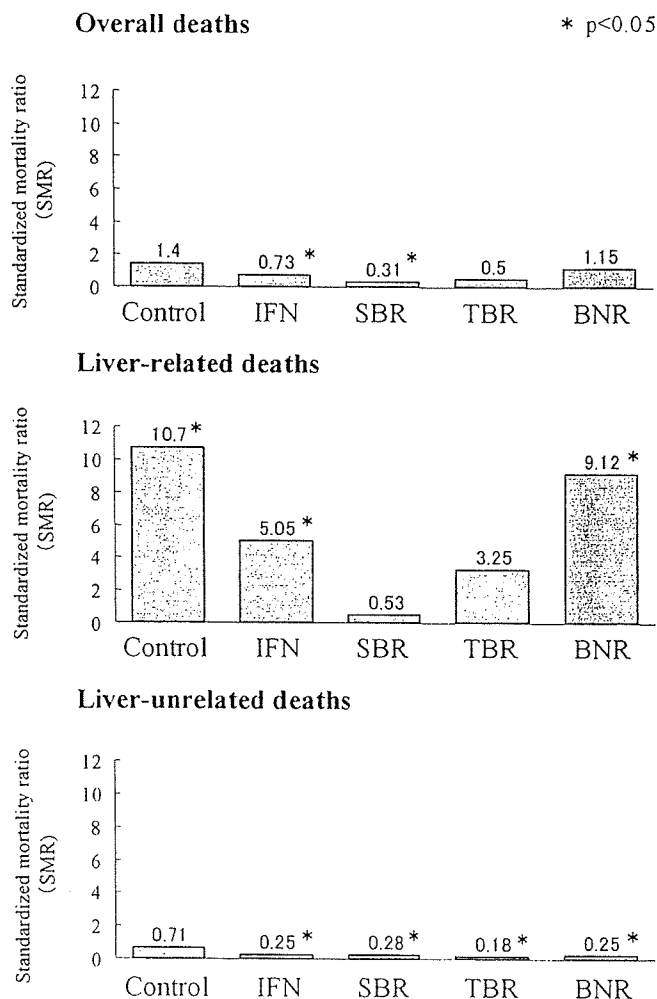 Overall deaths * p<0.05
Standardized mortality ratio
(SMR)
12
10
8
6
4
2
0
1.4 0.73 * 0.31 * 0.5 1.15
Control IFN SBR TBR BNR
Liver-related deaths
Standardized mortality ratio
(SMR)
12
10
8
6
4
2
0
10.7 * 5.05 * 0.53 3.25 9.12 *
Control IFN SBR TBR BNR
Liver-unrelated deaths
Standardized mortality ratio
(SMR)
12
10
8
6
4
2
0
0.71 0.25 * 0.28 * 0.18 * 0.25 *
Control IFN SBR TBR BNR